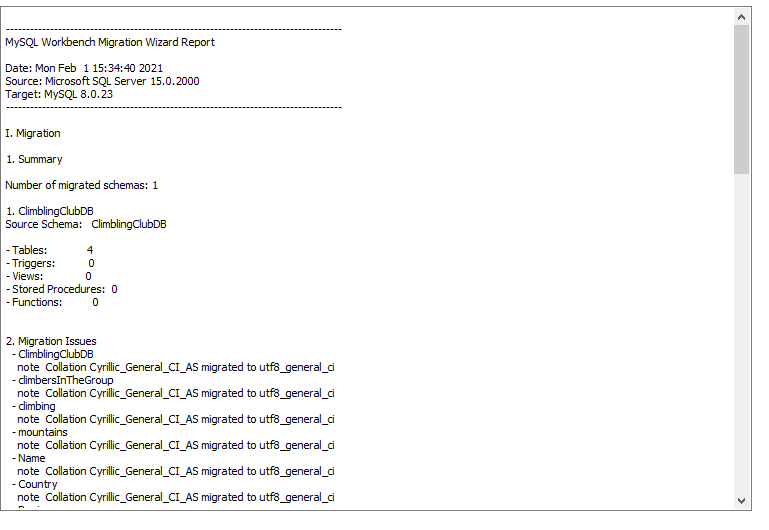 --------------------------------------------------------------------------------
MySQL Workbench Migration Wizard Report
Date: Mon Feb  1 15:34:40 2021
Source: Microsoft SQL Server 15.0.2000
Target: MySQL 8.0.23
--------------------------------------------------------------------------------
I. Migration
1. Summary
Number of migrated schemas: 1
1. ClimblingClubDB
Source Schema:   ClimblingClubDB
- Tables:             4
- Triggers:           0
- Views:              0
- Stored Procedures:  0
- Functions:          0
2. Migration Issues
- ClimblingClubDB
note  Collation Cyrillic_General_CI_AS migrated to utf8_general_ci
- climbersInTheGroup
note  Collation Cyrillic_General_CI_AS migrated to utf8_general_ci
- climbing
note  Collation Cyrillic_General_CI_AS migrated to utf8_general_ci
- mountains
note  Collation Cyrillic_General_CI_AS migrated to utf8_general_ci
- Name
note  Collation Cyrillic_General_CI_AS migrated to utf8_general_ci
- Country
note  Collation Cyrillic_General_CI_AS migrated to utf8_general_ci